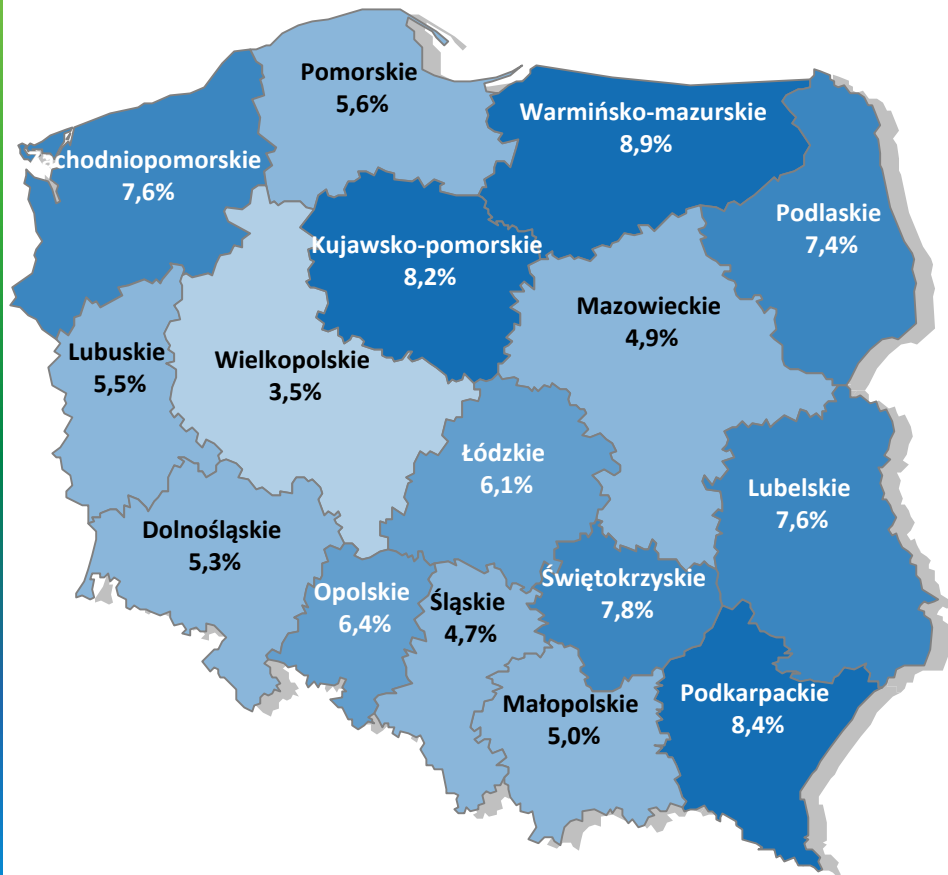 Pomorskie
5,6%
Warmińsko-mazurskie
8,9%
Zachodniopomorskie
7,6%
Podlaskie
7,4%
Kujawsko-pomorskie
8,2%
Mazowieckie
4,9%
Lubuskie
5,5%
Wielkopolskie
3,5%
Łódzkie
6,1%
Lubelskie
7,6%
Dolnośląskie
5,3%
Opolskie
6,4%
Śląskie
4,7%
Świętokrzyskie
7,8%
Małopolskie
5,0%
Podkarpackie
8,4%